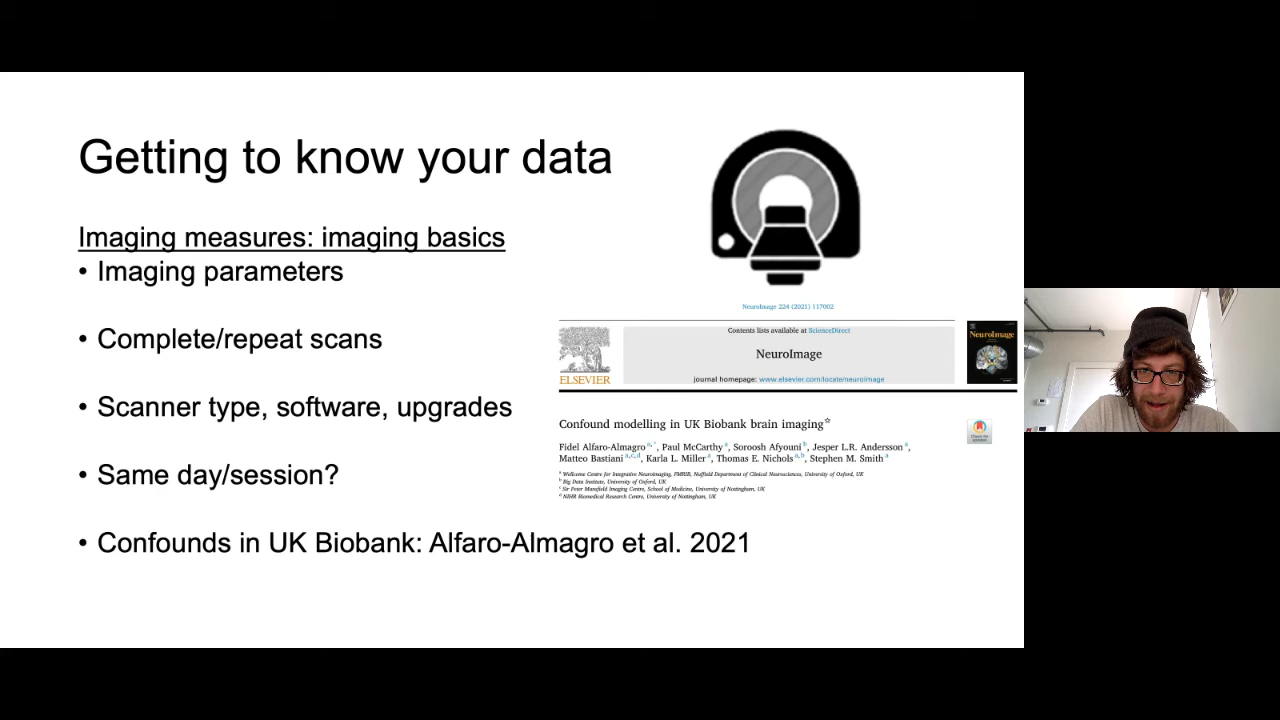 Getting to know your data
Imaging measures: imaging basics
• Imaging parameters
• Complete/repeat scans
• Scanner type, software, upgrades
• Same day/session?
• Confounds in UK Biobank: Alfaro-Almagro et al. 2021
NeuroImage 224 (2021) 117002
Contents lists available at ScienceDirect
NeuroImage
journal homepage: www.elsevier.com/locate/neuroimage
ELSEVIER
NeuroImage
Confound modelling in UK Biobank brain imaging☆
Fidel Alfaro-Almagro a,*, Paul McCarthy a, Soroosh Afyouni b, Jesper L.R. Andersson a,
Matteo Bastiani a,c,d, Karla L. Miller a, Thomas E. Nichols a,b, Stephen M. Smith a
a Wellcome Centre for Integrative Neuroimaging, FMRIB, Nuffield Department of Clinical Neurosciences, University of Oxford, UK
b Big Data Institute, University of Oxford, UK
c Sir Peter Mansfield Imaging Centre, School of Medicine, University of Nottingham, UK
d NIHR Biomedical Research Centre, University of Nottingham, UK